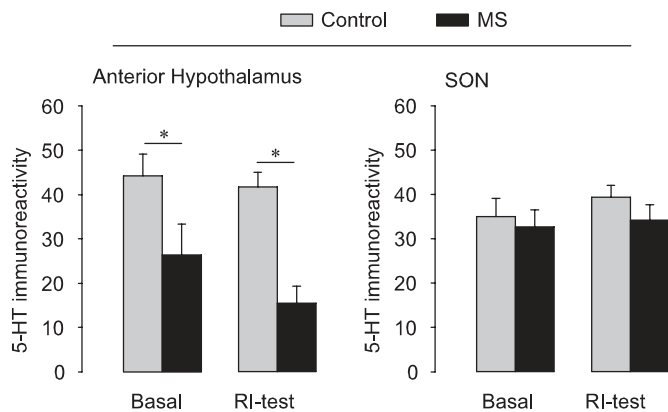 Control MS
Anterior Hypothalamus
5-HT immunoreactivity
60
50
40
30
20
10
0
*
*
Basal RI-test
SON
5-HT immunoreactivity
60
50
40
30
20
10
0
Basal RI-test